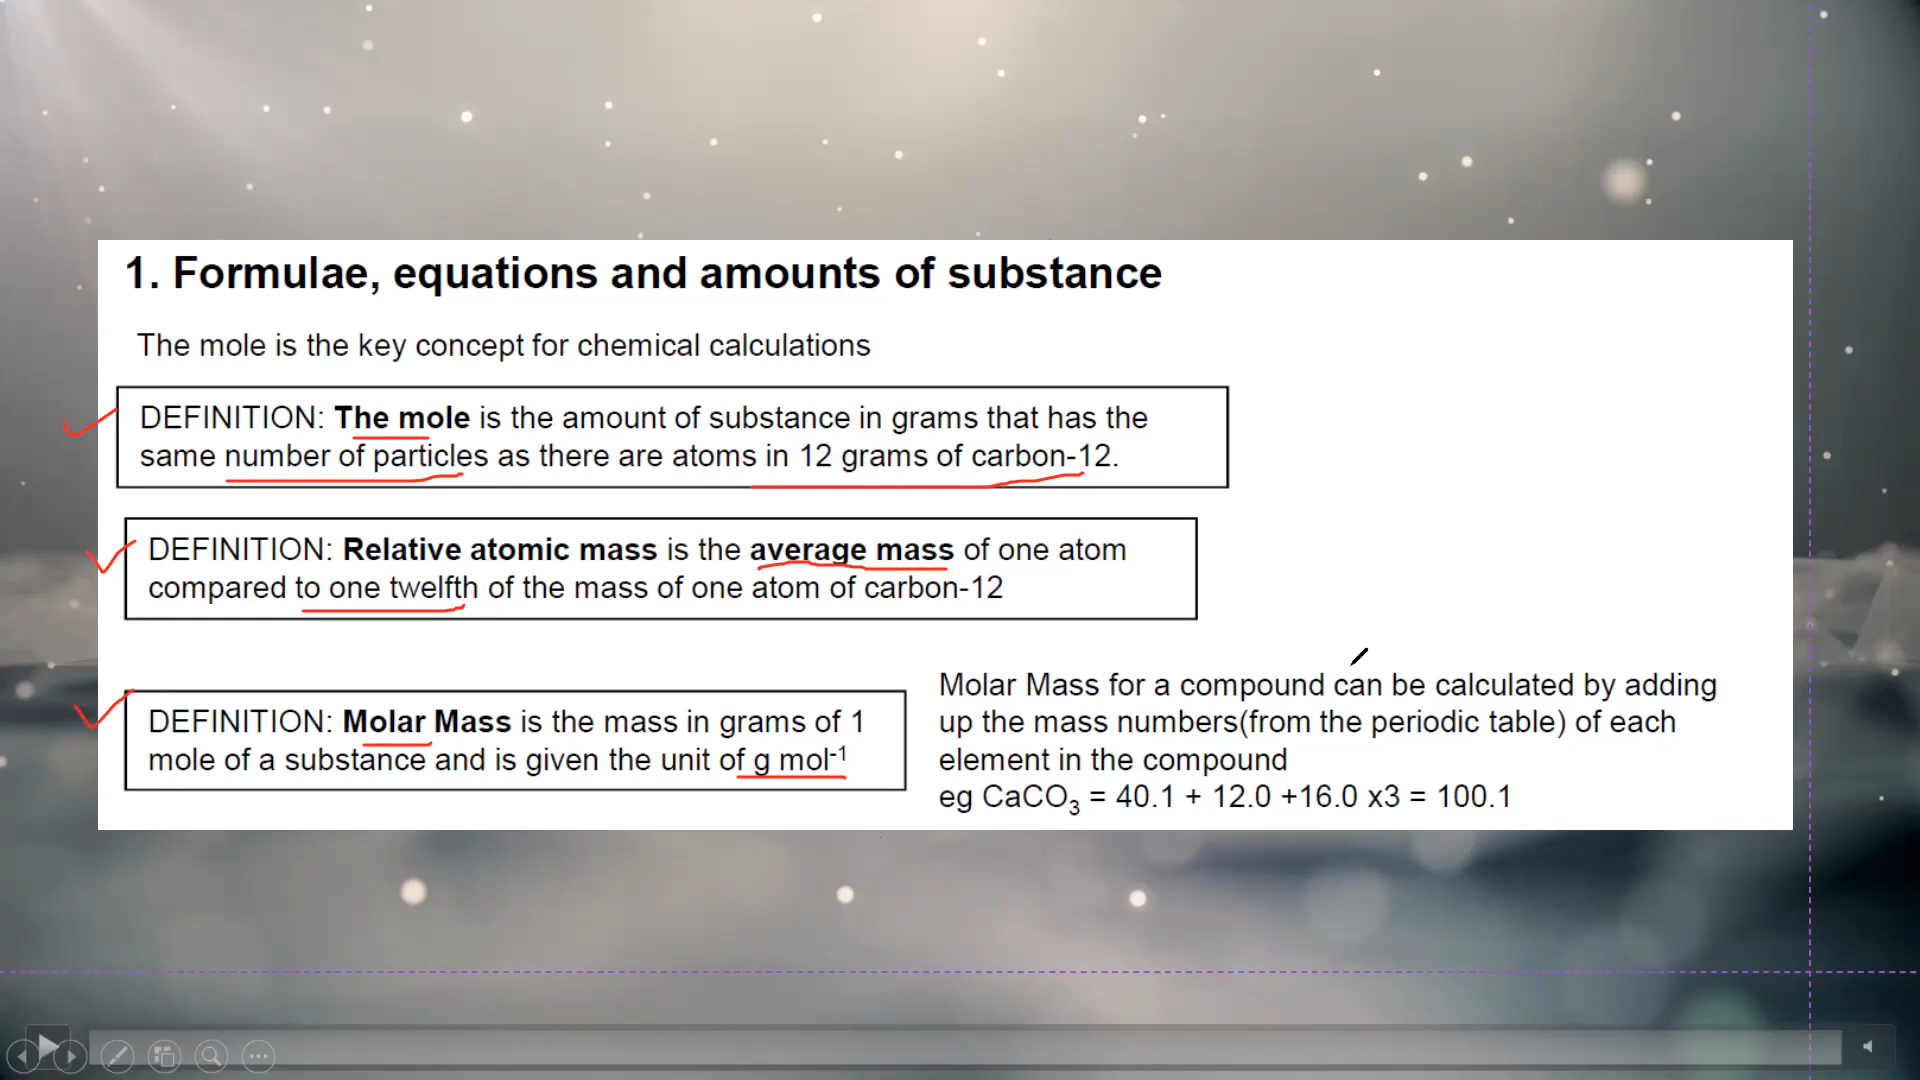 1. Formulae, equations and amounts of substance
The mole is the key concept for chemical calculations
DEFINITION: The mole is the amount of substance in grams that has the
same number of particles as there are atoms in 12 grams of carbon-12.
DEFINITION: Relative atomic mass is the average mass of one atom
compared to one twelfth of the mass of one atom of carbon-12
DEFINITION: Molar Mass is the mass in grams of 1
mole of a substance and is given the unit of g mol⁻¹
Molar Mass for a compound can be calculated by adding
up the mass numbers(from the periodic table) of each
element in the compound
eg CaCO₃ = 40.1 + 12.0 +16.0 x3 = 100.1